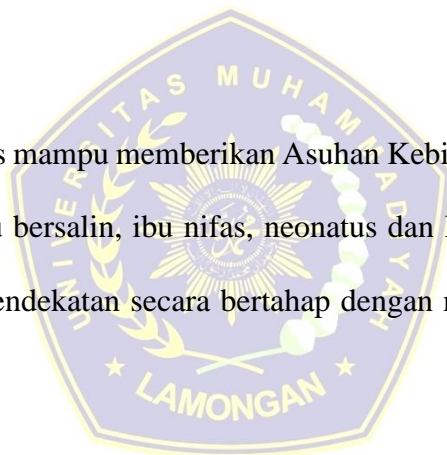 UNIVERSITAS MUHAMMADIYAH
s mampu memberikan Asuhan Kebi
bersalin, ibu nifas, neonatus dan
endekatan secara bertahap dengan
LAMONGAN